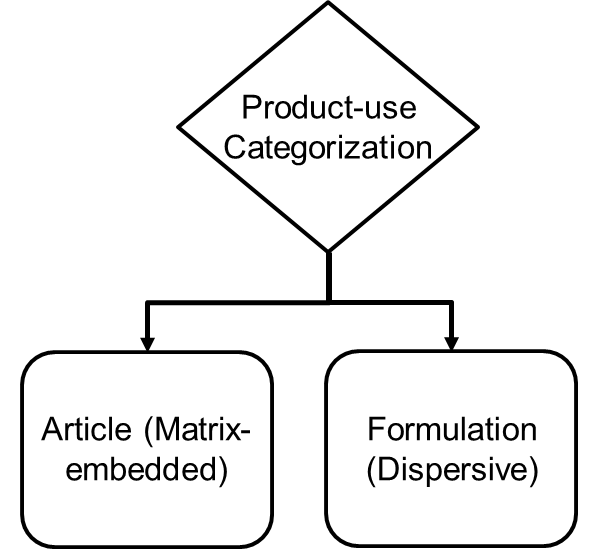 Product-use
Categorization
Article (Matrix-
embedded)
Formulation
(Dispersive)